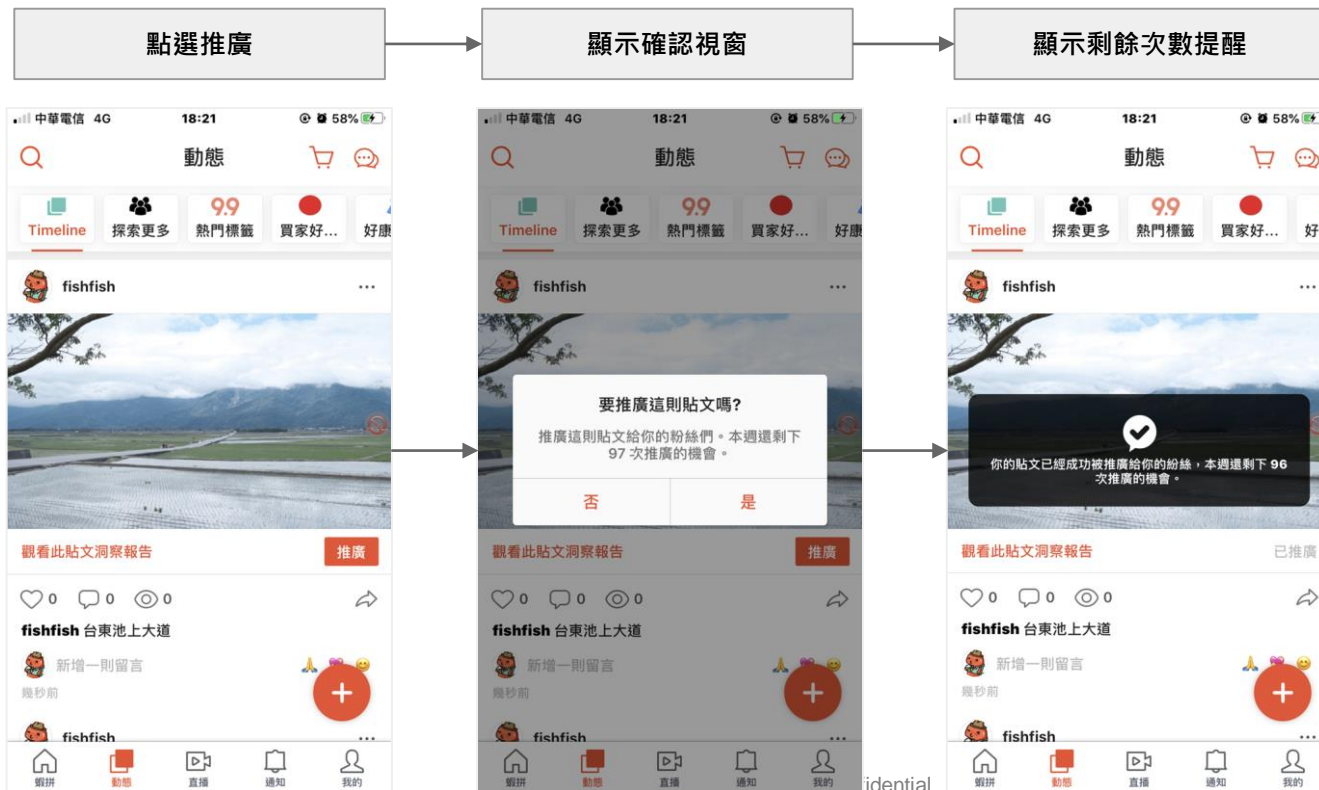 點選推廣
顯示確認視窗
顯示剩餘次數提醒
中華電信 4G 18:21 58%
動態
9.9
Timeline 探索更多 熱門標籤 買家好... 好康
fishfish
觀看此貼文洞察報告 推廣
0 0 0
fishfish 台東池上大道
新增一則留言
幾秒前
fishfish
蝦拼 動態 直播 通知 我的
中華電信 4G 18:21 58%
動態
9.9
Timeline 探索更多 熱門標籤 買家好... 好康
fishfish
要推廣這則貼文嗎?
推廣這則貼文給你的粉絲們。本週還剩下
97 次推廣的機會。
否 是
觀看此貼文洞察報告 推廣
0 0 0
fishfish 台東池上大道
新增一則留言
幾秒前
fishfish
蝦拼 動態 直播 通知 我的
idential
中華電信 4G 18:21 58%
動態
9.9
Timeline 探索更多 熱門標籤 買家好... 好
fishfish
你的貼文已經成功被推廣給你的粉絲，本週還剩下 96
次推廣的機會。
觀看此貼文洞察報告 已推廣
0 0 0
fishfish 台東池上大道
新增一則留言
幾秒前
fishfish
蝦拼 動態 直播 通知 我的